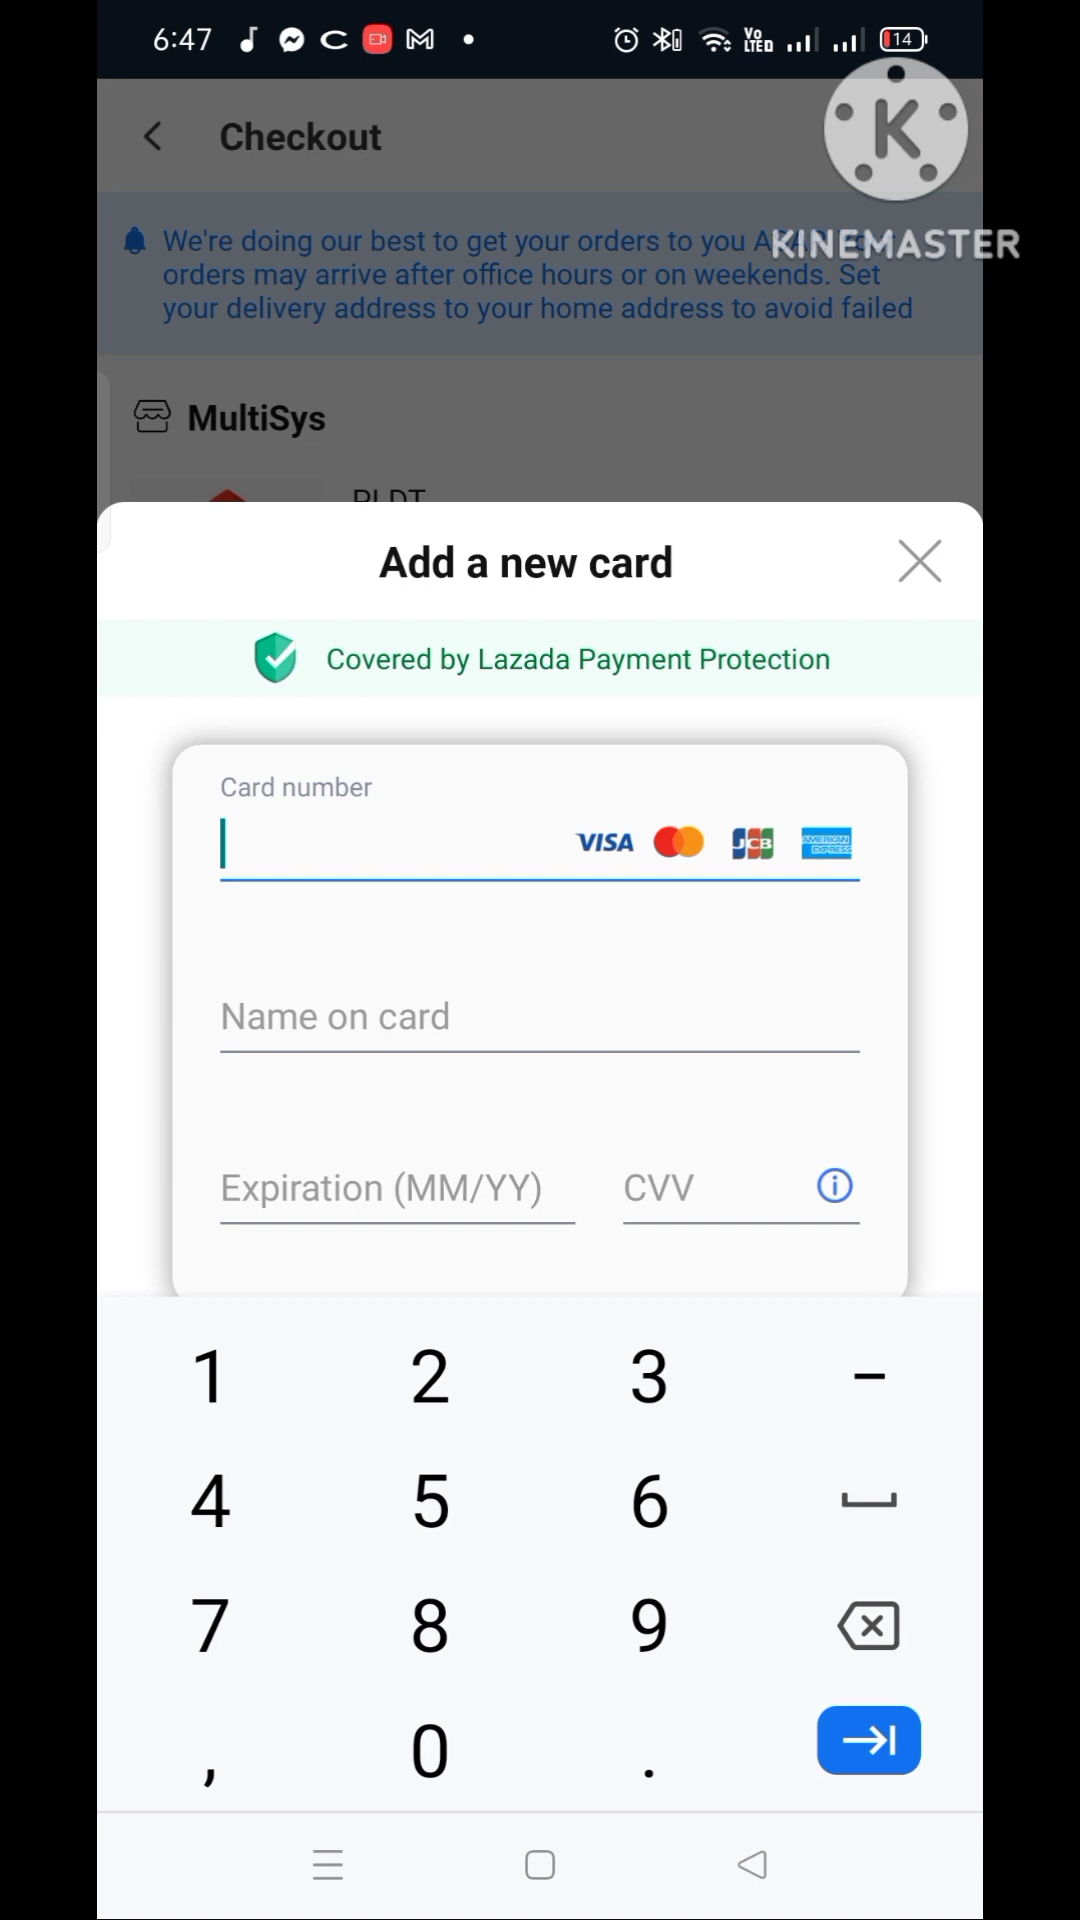 6:47
VO
LTED
14
Checkout
K
KINEMASTER
We're doing our best to get your orders to you
orders may arrive after office hours or on weekends. Set
your delivery address to your home address to avoid failed
MultiSys
PLDT
Add a new card
Covered by Lazada Payment Protection
Card number
VISA
JCB
AMERICAN
EXPRESS
Name on card
Expiration (MM/YY)
CVV
1 2 3 -
4 5 6
7 8 9
, 0 .